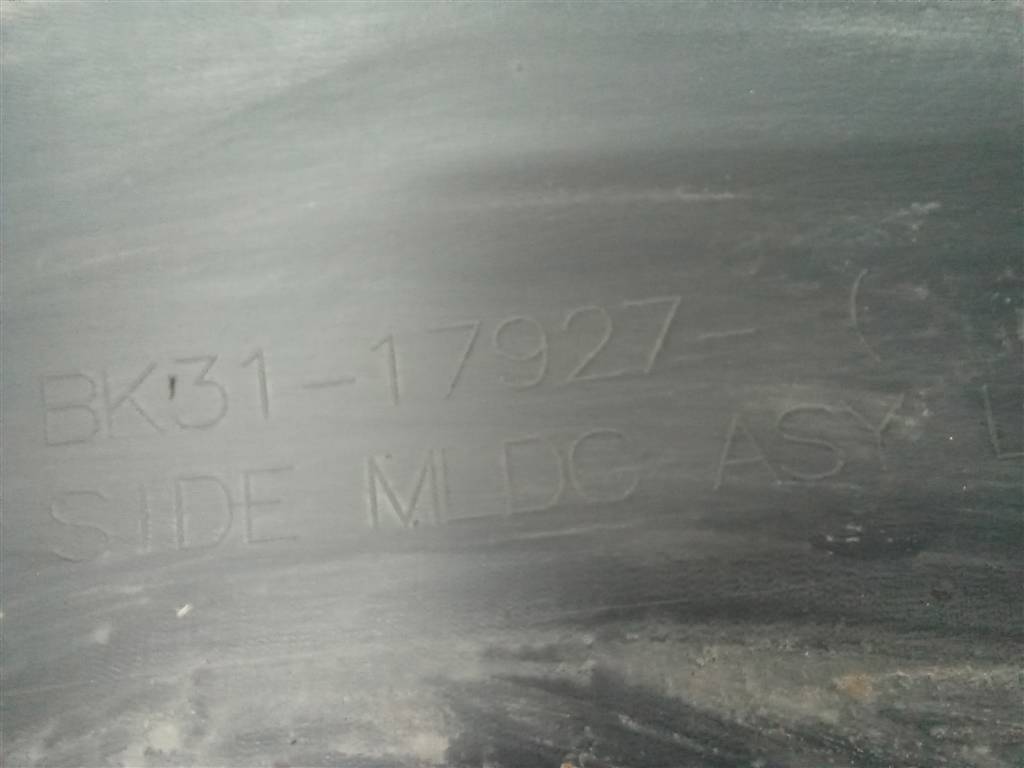 BK31-17927- (
SIDE MLDG ASY L